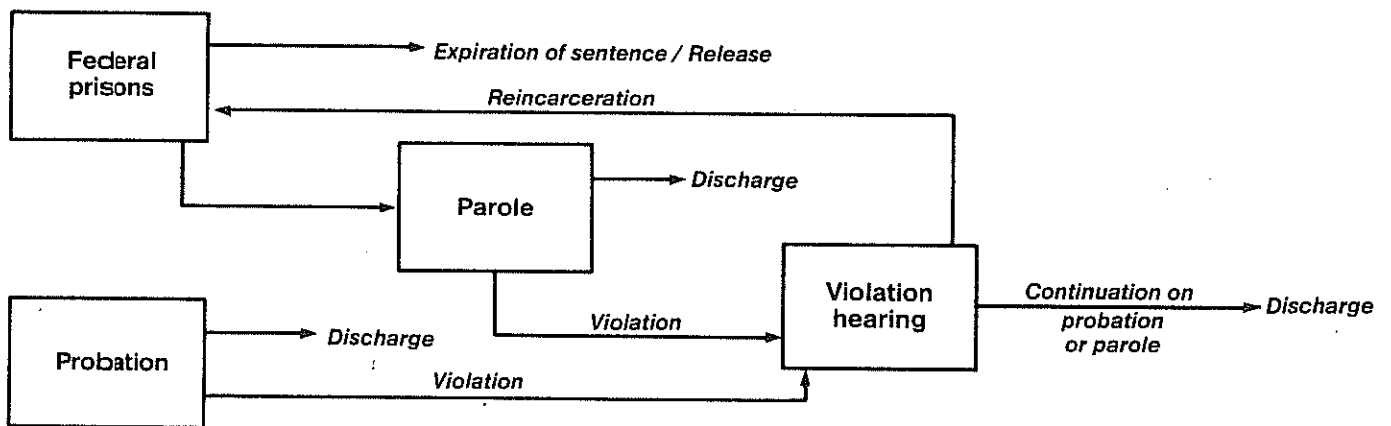 Federal
prisons
Expiration of sentence / Release
Reincarceration
Parole
Discharge
Violation
hearing
Continuation on
probation
or parole
Discharge
Violation
Probation
Discharge
Violation